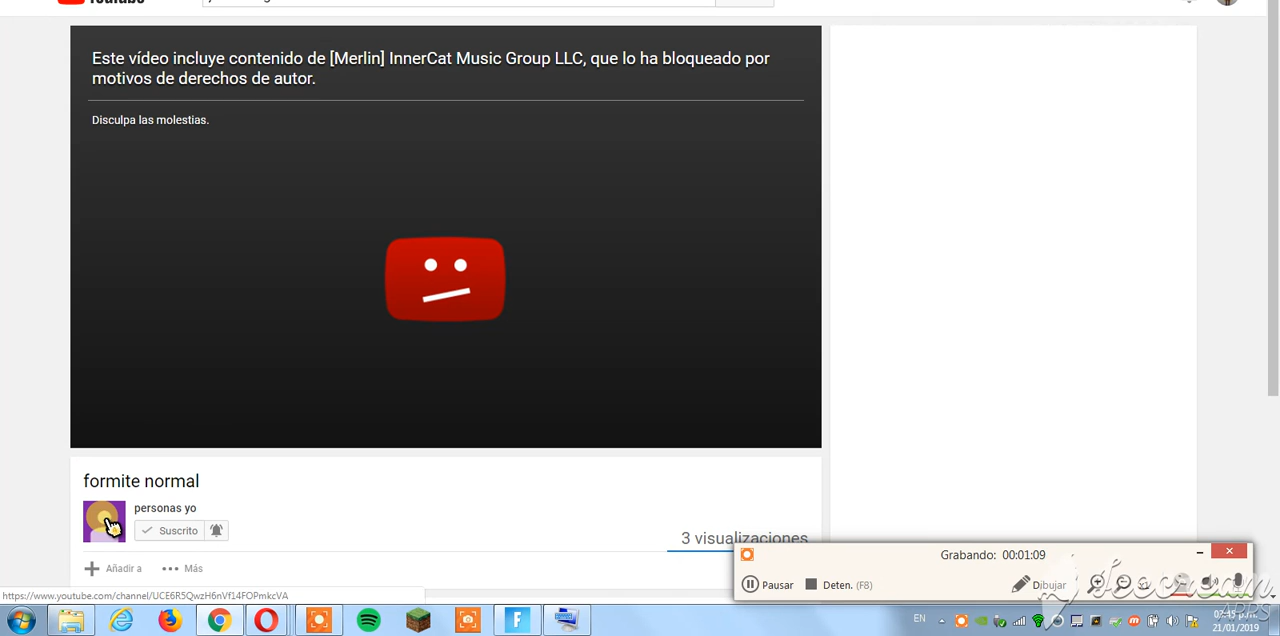 Este vídeo incluye contenido de [Merlin] InnerCat Music Group LLC, que lo ha bloqueado por
motivos de derechos de autor.
Disculpa las molestias.
formite normal
personas yo
Suscrito
3 visualizaciones
Añadir a
Más
Grabando: 00:01:09
Pausar
Deten. (F8)
Dibujar
https://www.youtube.com/channel/UCE6R5QwzH6nVf14FOPmkcVA
EN
07:45 p.m.
21/01/2019